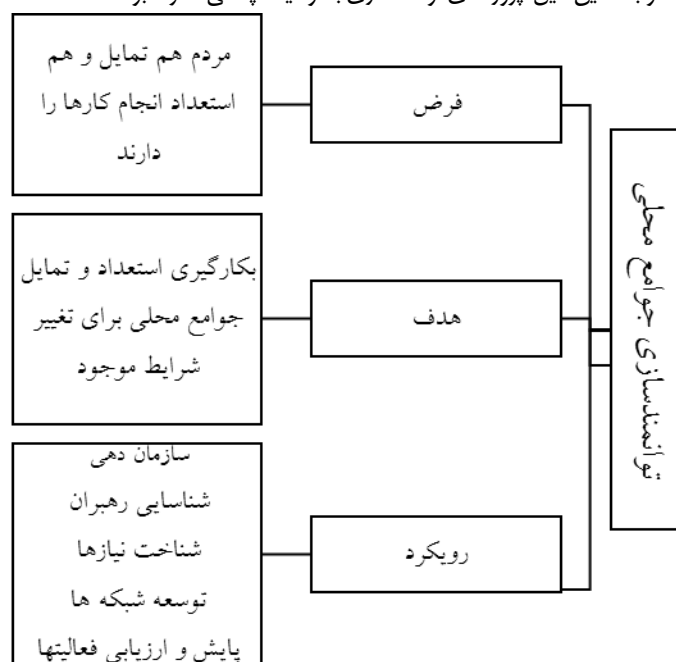 توانمندسازی جوامع محلی
فرض
مردم هم تمایل و هم
استعداد انجام کارها را
دارند
هدف
بکارگیری استعداد و تمایل
جوامع محلی برای تغییر
شرایط موجود
رویکرد
سازمان دهی
شناسایی رهبران
شناخت نیازها
توسعه شبکه ها
پایش و ارزیابی فعالیتها